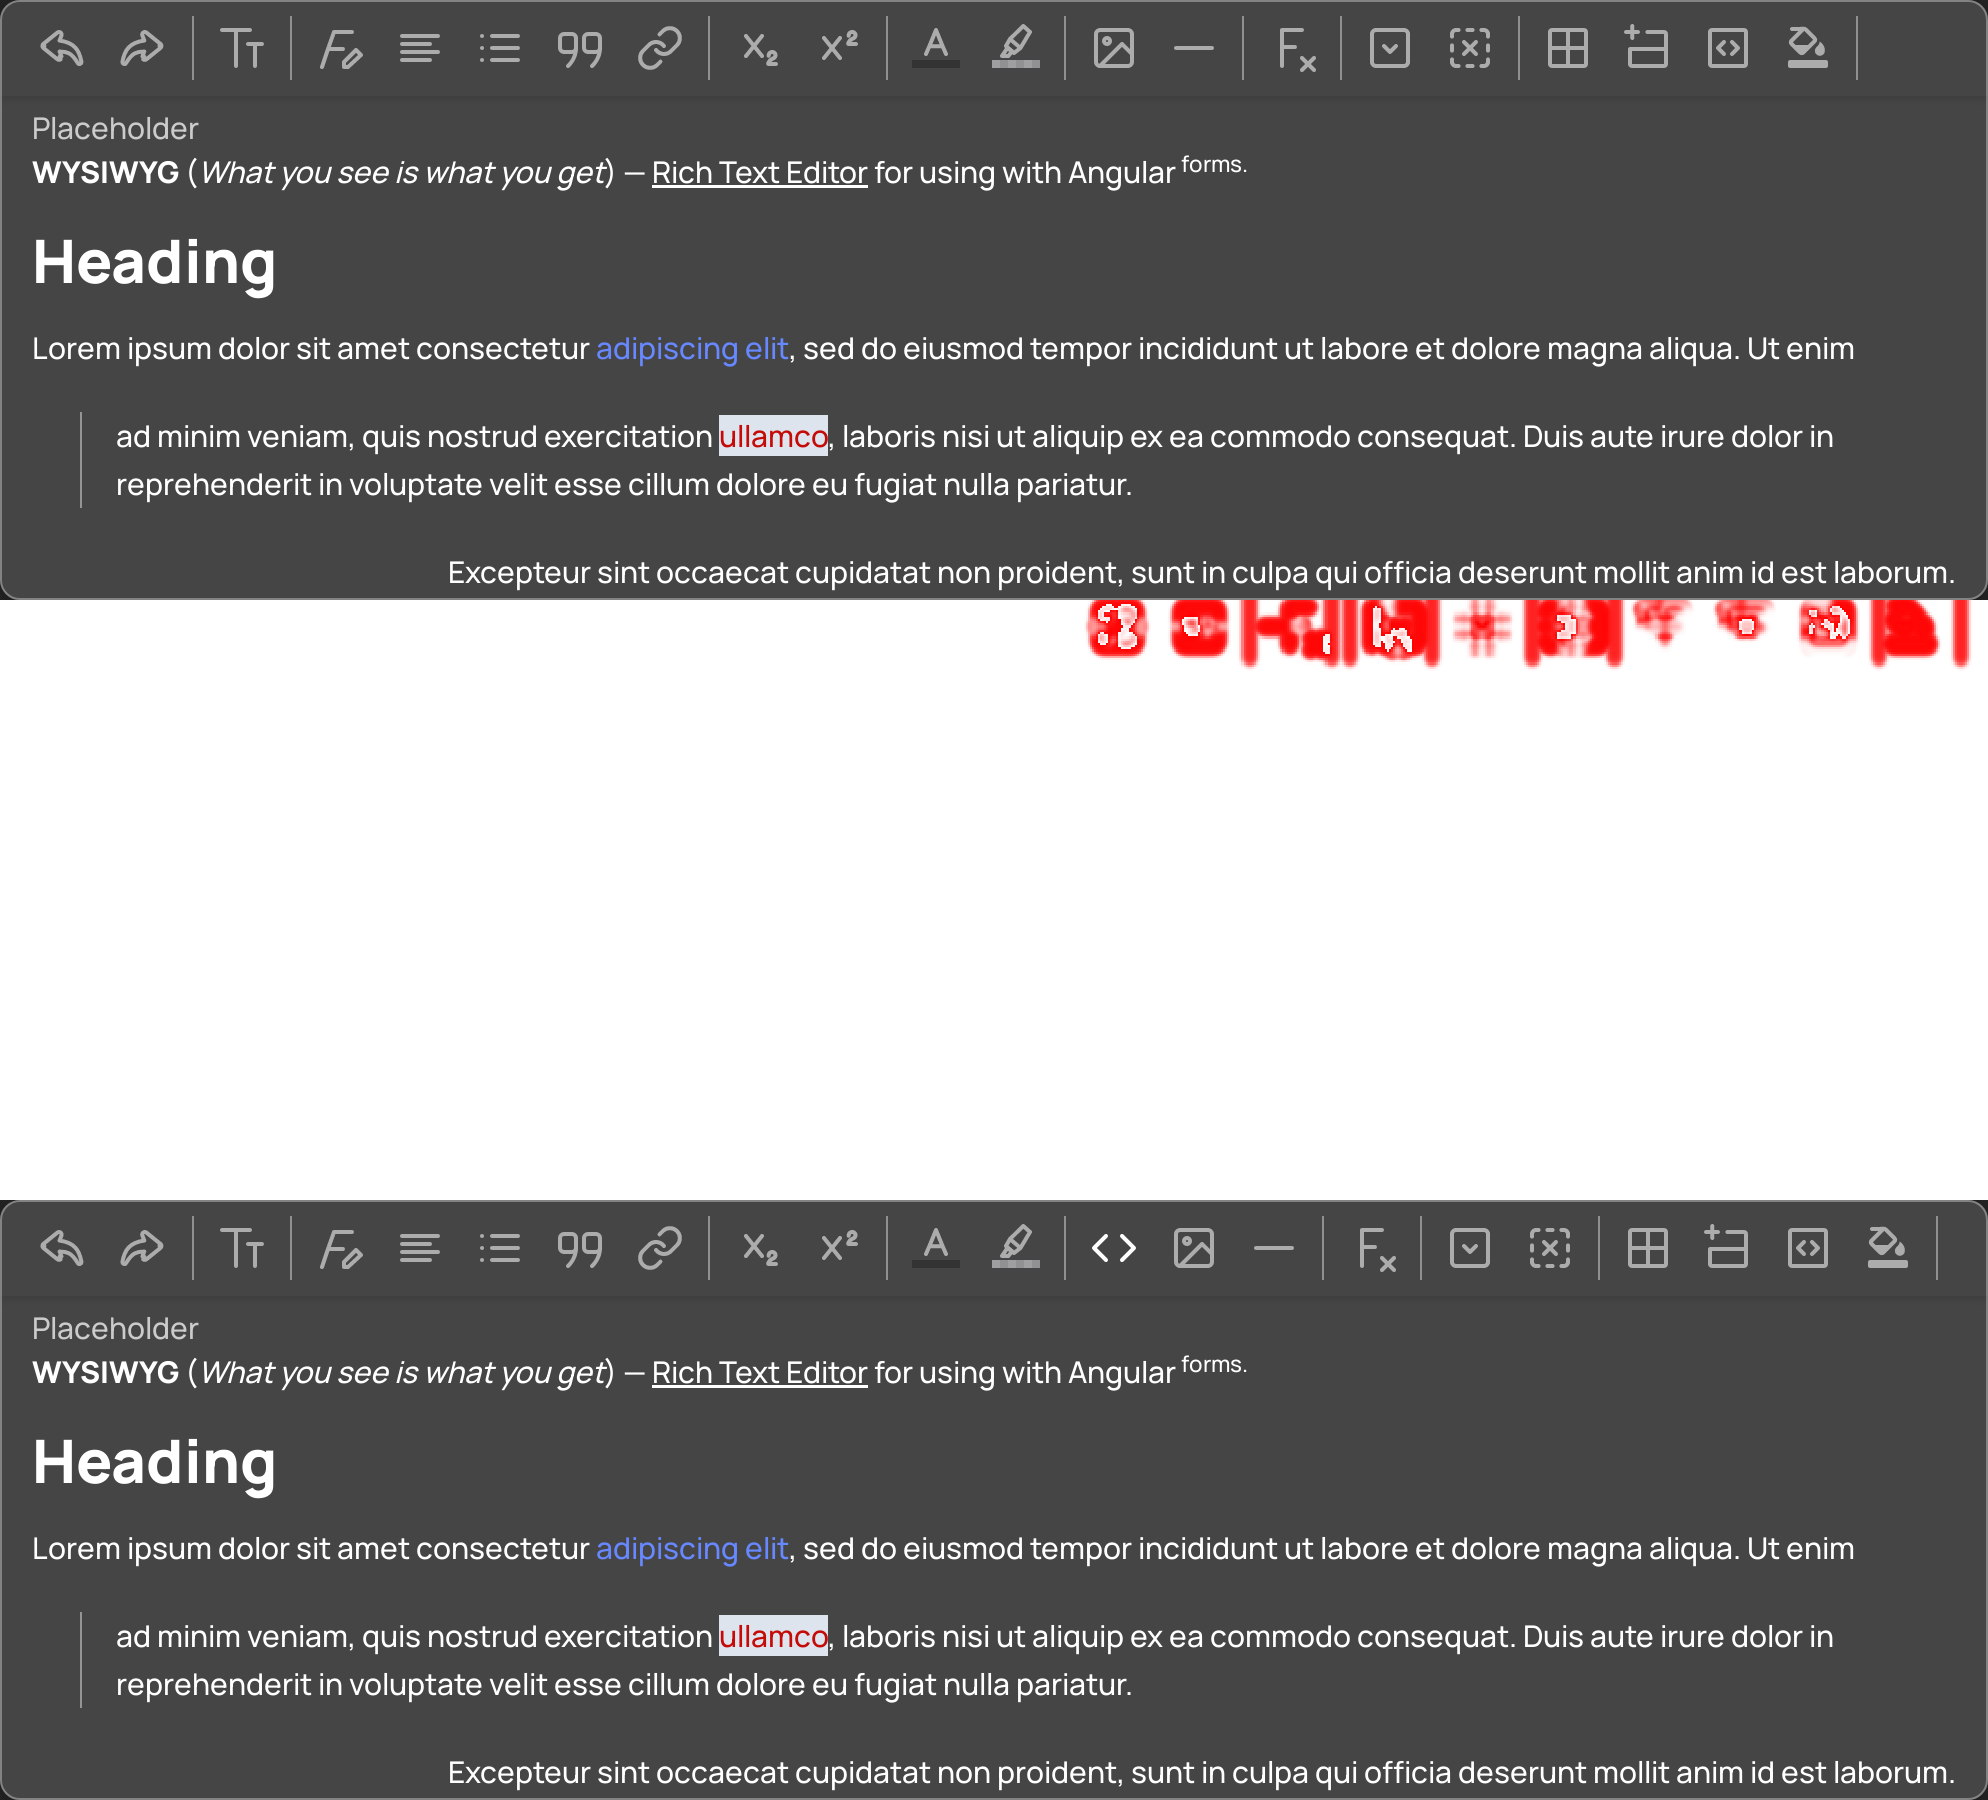 Placeholder
WYSIWYG (What you see is what you get) — Rich Text Editor for using with Angular forms.
Heading
Lorem ipsum dolor sit amet consectetur adipiscing elit, sed do eiusmod tempor incididunt ut labore et dolore magna aliqua. Ut enim
ad minim veniam, quis nostrud exercitation ullamco, laboris nisi ut aliquip ex ea commodo consequat. Duis aute irure dolor in
reprehenderit in voluptate velit esse cillum dolore eu fugiat nulla pariatur.
Excepteur sint occaecat cupidatat non proident, sunt in culpa qui officia deserunt mollit anim id est laborum.
Placeholder
WYSIWYG (What you see is what you get) — Rich Text Editor for using with Angular forms.
Heading
Lorem ipsum dolor sit amet consectetur adipiscing elit, sed do eiusmod tempor incididunt ut labore et dolore magna aliqua. Ut enim
ad minim veniam, quis nostrud exercitation ullamco, laboris nisi ut aliquip ex ea commodo consequat. Duis aute irure dolor in
reprehenderit in voluptate velit esse cillum dolore eu fugiat nulla pariatur.
Excepteur sint occaecat cupidatat non proident, sunt in culpa qui officia deserunt mollit anim id est laborum.